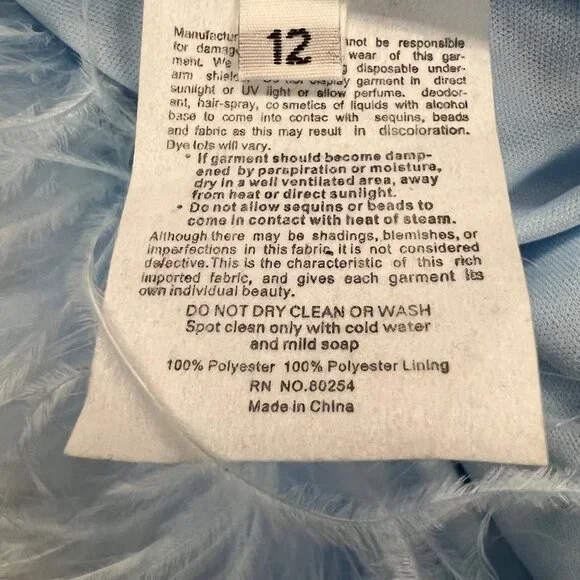 12
Manufactur not be responsible
for damag wear of this gar-
ment. We disposable under-
arm shiel display garment in direct
sunlight or UV light or allow perfume. deodor-
ent, hair-spray, cosmetics of liquids with alcohol
base to come into contac with sequins, beads
and fabric as this may result in discoloration.
Dye lots will vary.
* If garment should become damp-
ened by perspiration or moisture,
dry in a well ventilated area, away
from heat or direct sunlight.
* Do not allow sequins or beads to
come in contact with heat of steam.
Although there may be shadings, blemishes, or
imperfections in this fabric, it is not considered
defective. This is the characteristic of this rich
imported fabric, and gives each garment its
own individual beauty.
DO NOT DRY CLEAN OR WASH
Spot clean only with cold water
and mild soap
100% Polyester 100% Polyester Lining
RN NO.80254
Made in China